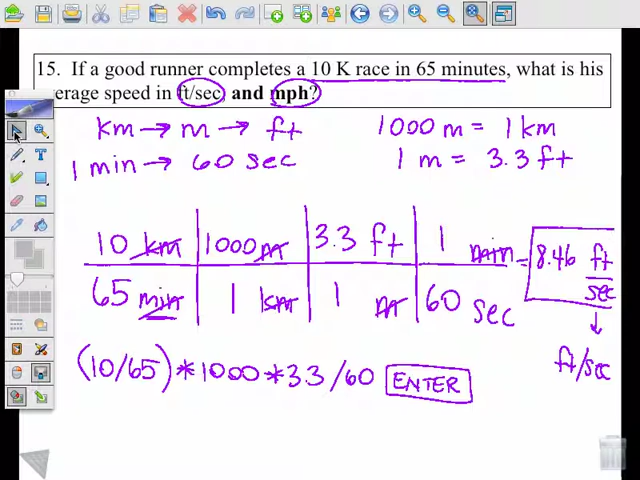 15. If a good runner completes a 10 K race in 65 minutes, what is his
erage speed in ft/sec and mph?
km → m → ft
1000 m = 1 km
1 min → 60 sec
1 m = 3.3 ft
10 km | 1000 m | 3.3 ft | 1 min = 8.46 ft/sec
65 min | 1 km | 1 m | 60 sec
ft/sec
(10/65) * 1000 * 3.3 / 60 ENTER